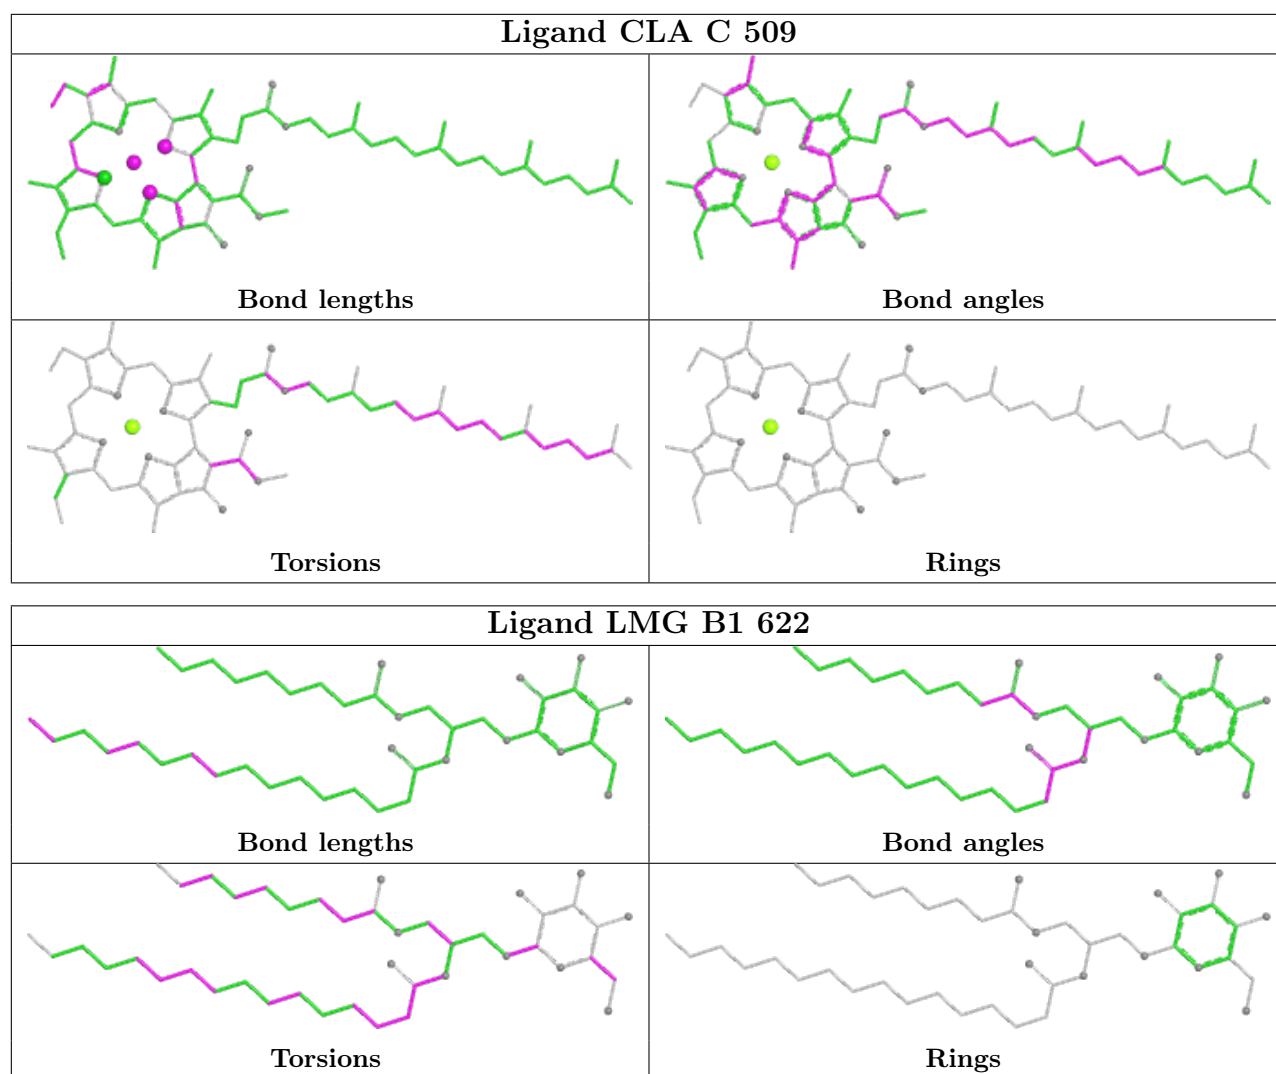 Ligand CLA C 509
Bond lengths
Bond angles
Torsions
Rings
Ligand LMG B1 622
Bond lengths
Bond angles
Torsions
Rings